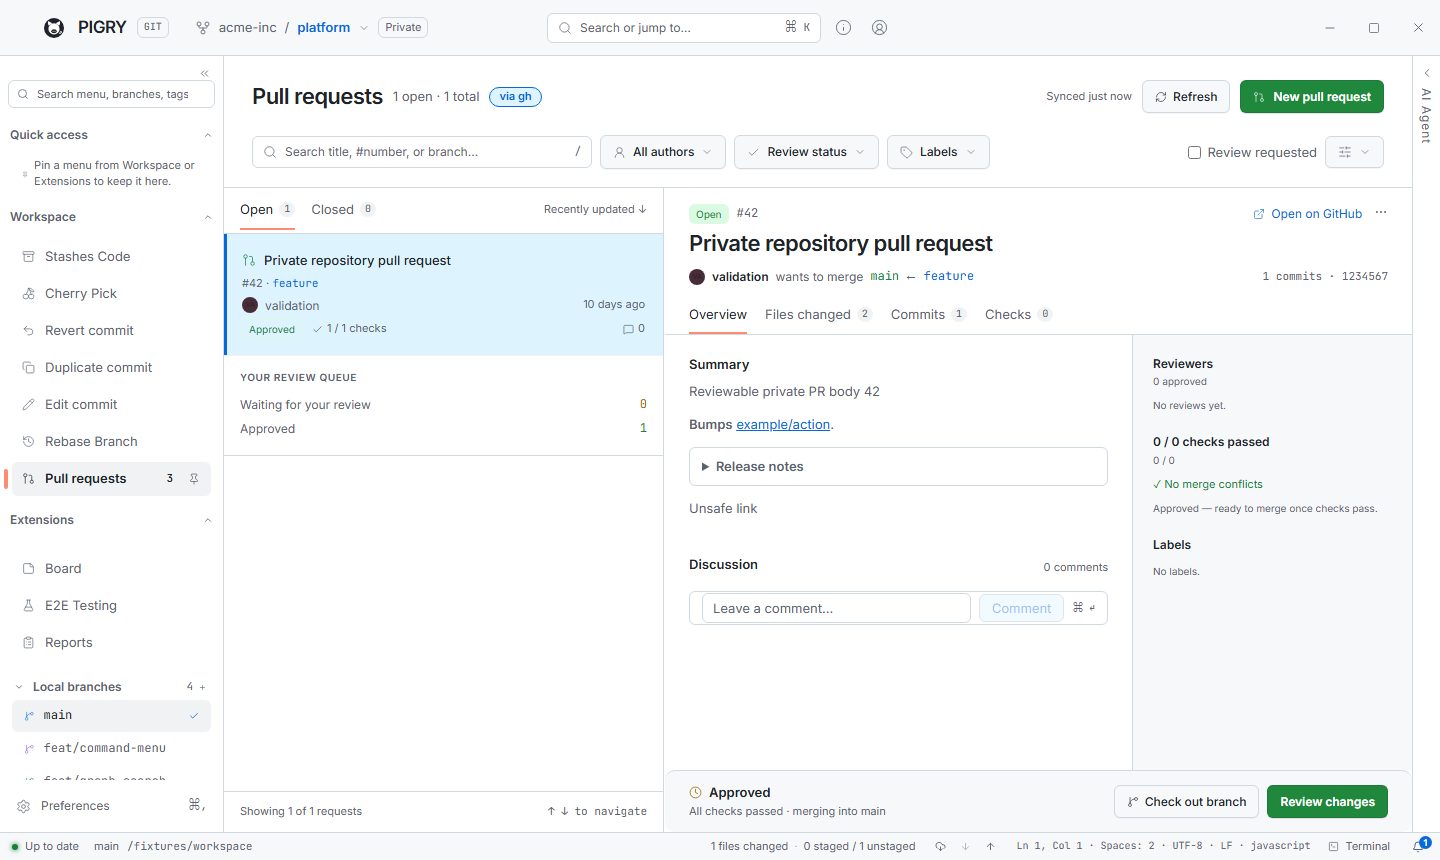 PIGRY GIT acme-inc / platform Private Search or jump to... ⌘ K
Search menu, branches, tags
Quick access
Pin a menu from Workspace or
Extensions to keep it here.
Workspace
Stashes Code
Cherry Pick
Revert commit
Duplicate commit
Edit commit
Rebase Branch
Pull requests 3
Extensions
Board
E2E Testing
Reports
Local branches 4 +
main
feat/command-menu
Preferences ⌘,
Pull requests 1 open · 1 total via gh Synced just now Refresh New pull request
Search title, #number, or branch... / All authors Review status Labels Review requested
Open 1 Closed 0 Recently updated ↓
Private repository pull request
#42 · feature
validation 10 days ago
Approved ✓ 1 / 1 checks 0
YOUR REVIEW QUEUE
Waiting for your review 0
Approved 1
Showing 1 of 1 requests ↑ ↓ to navigate
Open #42 Open on GitHub ···
Private repository pull request
validation wants to merge main ← feature 1 commits · 1234567
Overview Files changed 2 Commits 1 Checks 0
Summary
Reviewable private PR body 42
Bumps example/action.
▶ Release notes
Unsafe link
Discussion 0 comments
Leave a comment... Comment ⌘ ↵
Reviewers
0 approved
No reviews yet.
0 / 0 checks passed
0 / 0
✓ No merge conflicts
Approved — ready to merge once checks pass.
Labels
No labels.
Approved
All checks passed · merging into main
Check out branch Review changes
AI Agent
Up to date main /fixtures/workspace 1 files changed · 0 staged / 1 unstaged ↓ ↑ Ln 1, Col 1 · Spaces: 2 · UTF-8 · LF · javascript Terminal 1